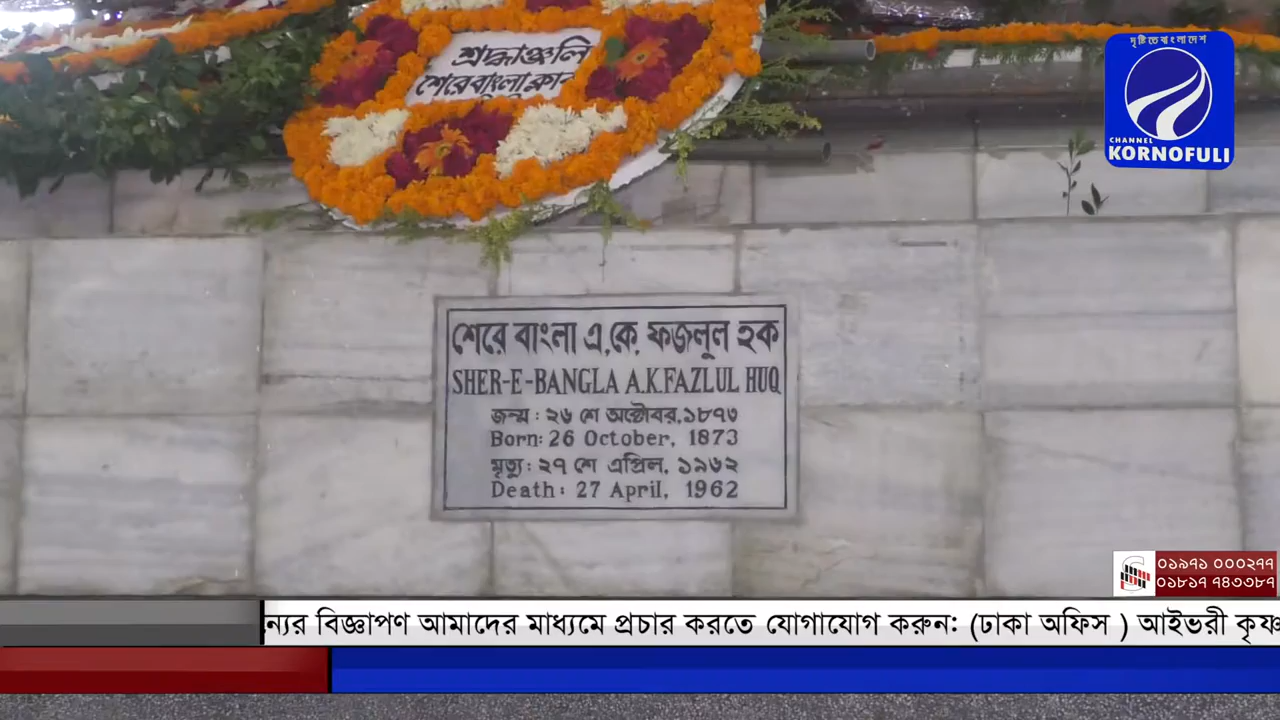 শ্রদ্ধাঞ্জলি
শেরে বাংলা ক্লাব
দৃষ্টিতে বাংলাদেশ
CHANNEL
KORNOFULI
শেরে বাংলা এ.কে. ফজলুল হক
SHER-E-BANGLA A.K.FAZLUL HUQ
জন্ম : ২৬ শে অক্টোবর,১৮৭৩
Born: 26 October, 1873
মৃত্যু : ২৭ শে এপ্রিল, ১৯৬২
Death: 27 April, 1962
০১৯৭১ ০০০২৭৭
০১৮১৭ ৭৪৩৩৮৭
ন্যের বিজ্ঞাপণ আমাদের মাধ্যমে প্রচার করতে যোগাযোগ করুন: (ঢাকা অফিস ) আইভরী কৃষ্ণ